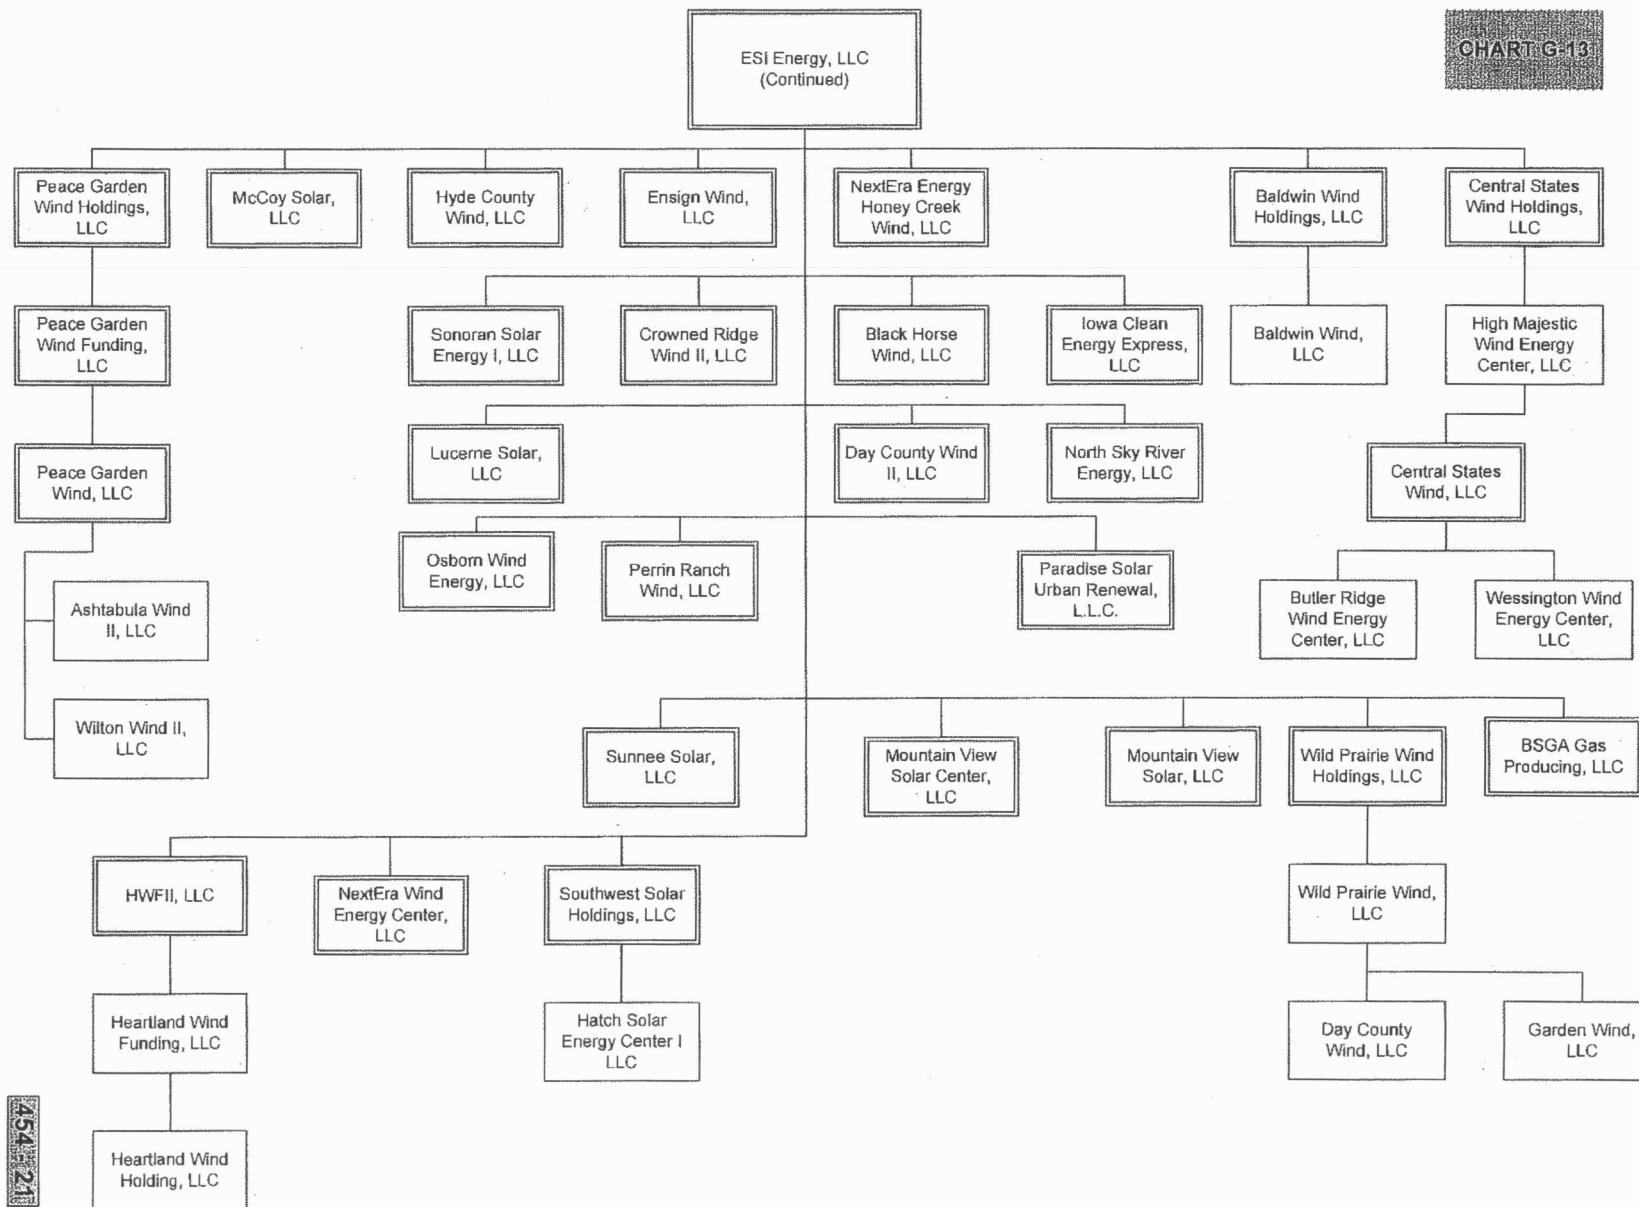 ESI Energy, LLC
(Continued)
CHART G-13
Peace Garden
Wind Holdings,
LLC
McCoy Solar,
LLC
Hyde County
Wind, LLC
Ensign Wind,
LLC
NextEra Energy
Honey Creek
Wind, LLC
Baldwin Wind
Holdings, LLC
Central States
Wind Holdings,
LLC
Peace Garden
Wind Funding,
LLC
Sonoran Solar
Energy I, LLC
Crowned Ridge
Wind II, LLC
Black Horse
Wind, LLC
Iowa Clean
Energy Express,
LLC
Baldwin Wind,
LLC
High Majestic
Wind Energy
Center, LLC
Peace Garden
Wind, LLC
Lucerne Solar,
LLC
Day County Wind
II, LLC
North Sky River
Energy, LLC
Central States
Wind, LLC
Osborn Wind
Energy, LLC
Perrin Ranch
Wind, LLC
Paradise Solar
Urban Renewal,
L.L.C.
Butler Ridge
Wind Energy
Center, LLC
Wessington Wind
Energy Center,
LLC
Ashtabula Wind
II, LLC
Wilton Wind II,
LLC
Sunnee Solar,
LLC
Mountain View
Solar Center,
LLC
Mountain View
Solar, LLC
Wild Prairie Wind
Holdings, LLC
BSGA Gas
Producing, LLC
HWFII, LLC
NextEra Wind
Energy Center,
LLC
Southwest Solar
Holdings, LLC
Wild Prairie Wind,
LLC
Heartland Wind
Funding, LLC
Hatch Solar
Energy Center I
LLC
Day County
Wind, LLC
Garden Wind,
LLC
Heartland Wind
Holding, LLC
454-21